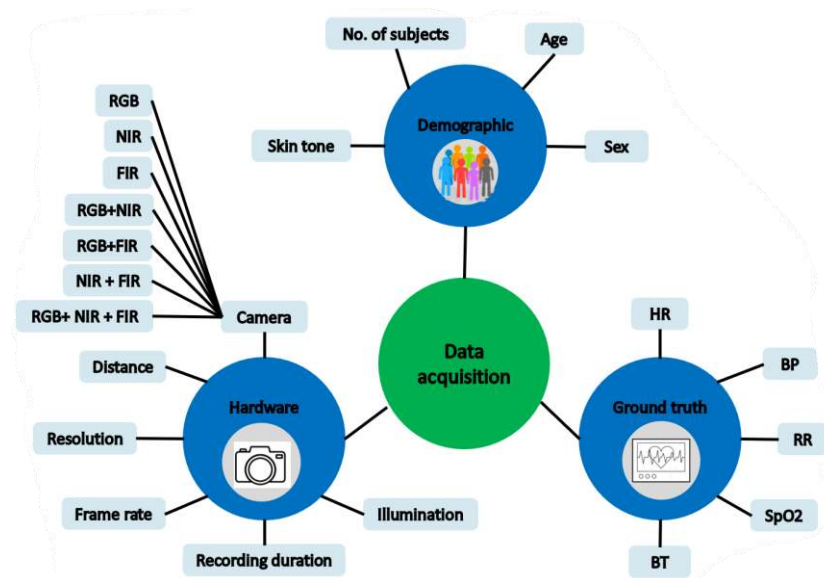 No. of subjects
Age
Skin tone
Demographic
Sex
RGB
NIR
FIR
RGB+NIR
RGB+FIR
NIR + FIR
RGB+ NIR + FIR
Camera
Distance
Hardware
Resolution
Frame rate
Recording duration
Illumination
Data
acquisition
HR
BP
Ground truth
RR
SpO2
BT